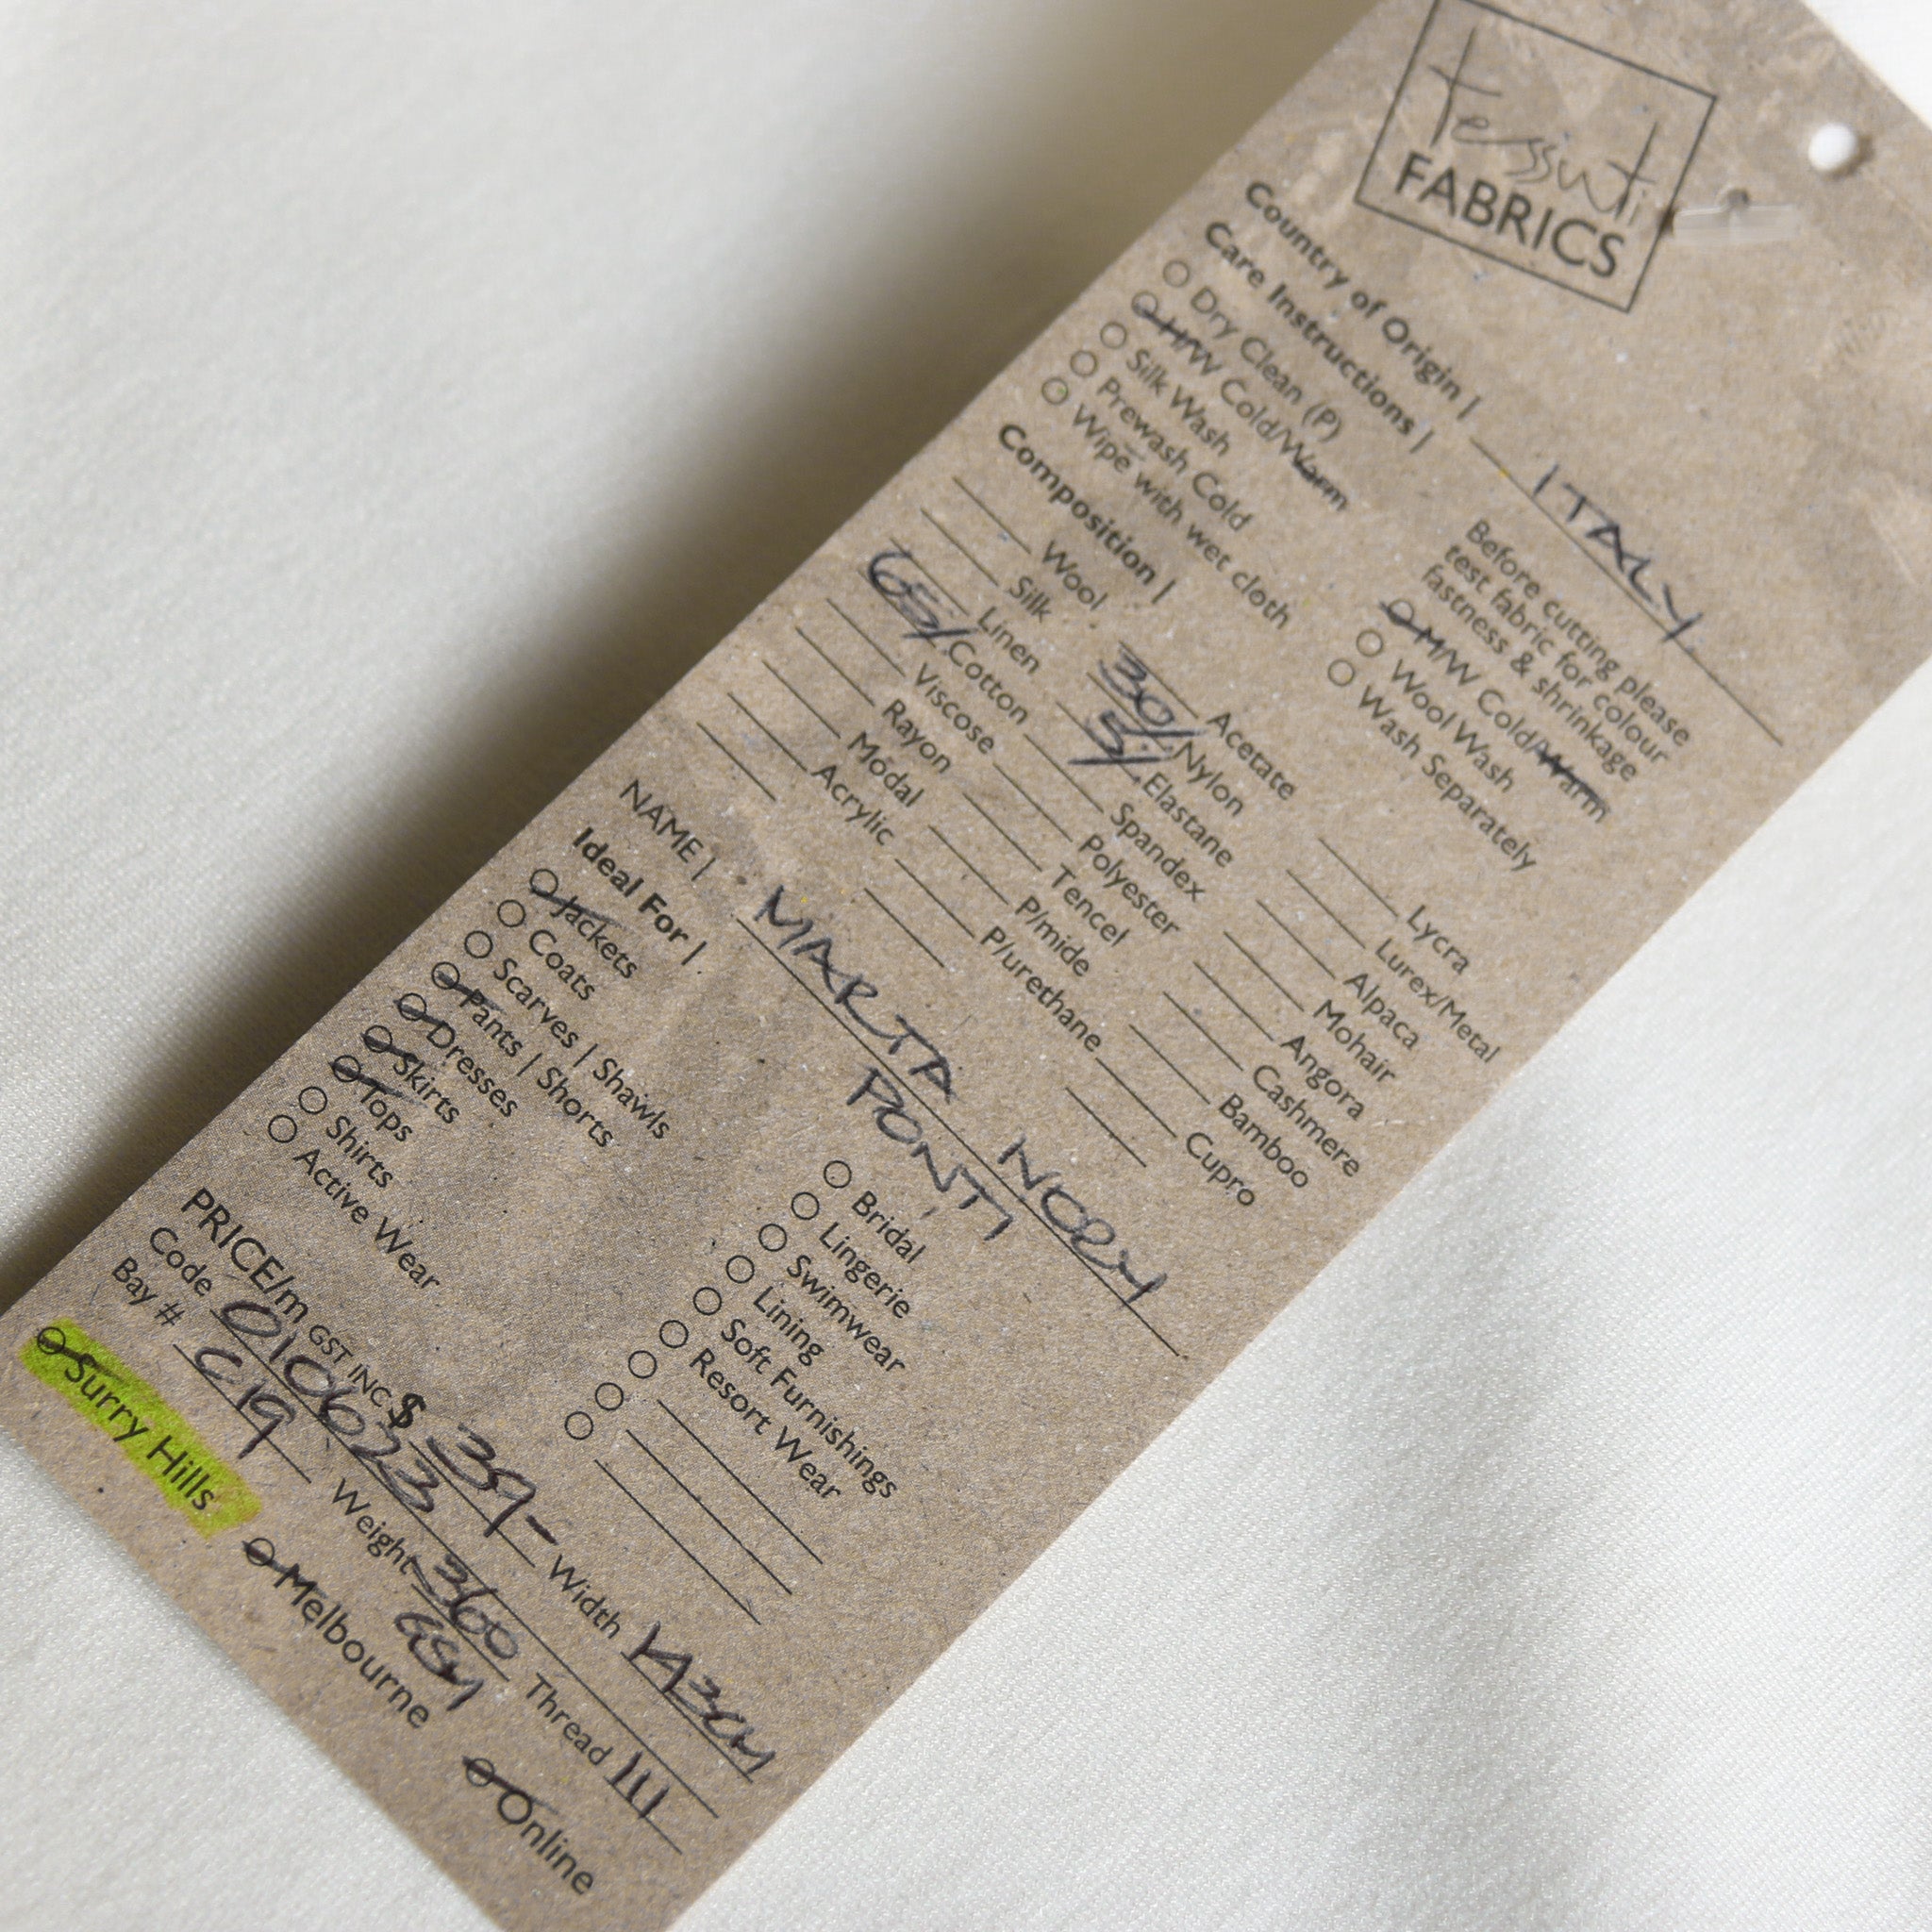 tessuti
FABRICS
Country of Origin | ITALY
Care Instructions |
Dry Clean (P)
H/W Cold/Warm
Silk Wash
Prewash Cold
Wipe with wet cloth
Before cutting please
test fabric for colour
fastness & shrinkage
M/W Cold/Warm
Wool Wash
Wash Separately
Composition |
Wool
Silk
Linen
65% Cotton
Viscose
Rayon
Modal
Acrylic
Acetate
30% Nylon
5% Elastane
Spandex
Polyester
Tencel
P/mide
P/urethane
Lycra
Lurex/Metal
Alpaca
Mohair
Angora
Cashmere
Bamboo
Cupro
NAME | MARTA NORY
PONTI
Ideal For |
Jackets
Coats
Scarves | Shawls
Pants | Shorts
Dresses
Skirts
Tops
Shirts
Active Wear
Bridal
Lingerie
Swimwear
Lining
Soft Furnishings
Resort Wear
PRICE/m GST INC $ 39- Width 143CM
Code 010623
Bay # C19 Weight 360 GSM Thread 111
Surry Hills Melbourne Online